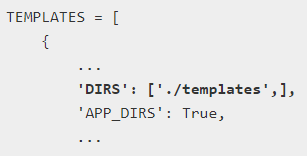 TEMPLATES = [
    {
        ...
        'DIRS': ['./templates',],
        'APP_DIRS': True,
        ...